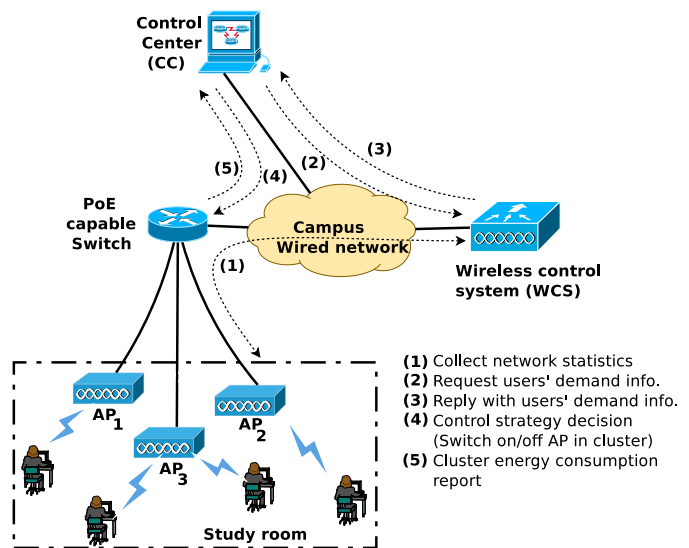 Control
Center
(CC)
(3)
(2)
(5)
(4)
PoE
capable
Switch
Campus
Wired network
(1)
Wireless control
system (WCS)
AP1
AP2
AP3
Study room
(1) Collect network statistics
(2) Request users' demand info.
(3) Reply with users' demand info.
(4) Control strategy decision
(Switch on/off AP in cluster)
(5) Cluster energy consumption
report